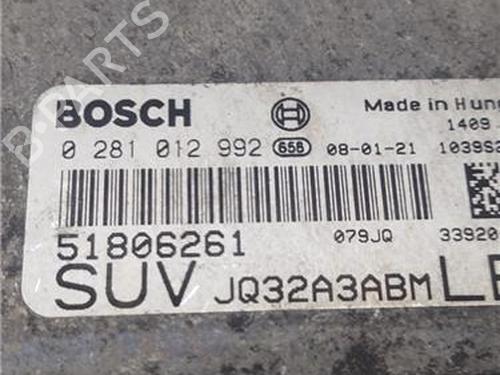 BOSCH Made in Hun
1409
0 281 012 992 656 08-01-21 1039S2
51806261 079JQ 33920
SUV JQ32A3ABM L
B-PARTS